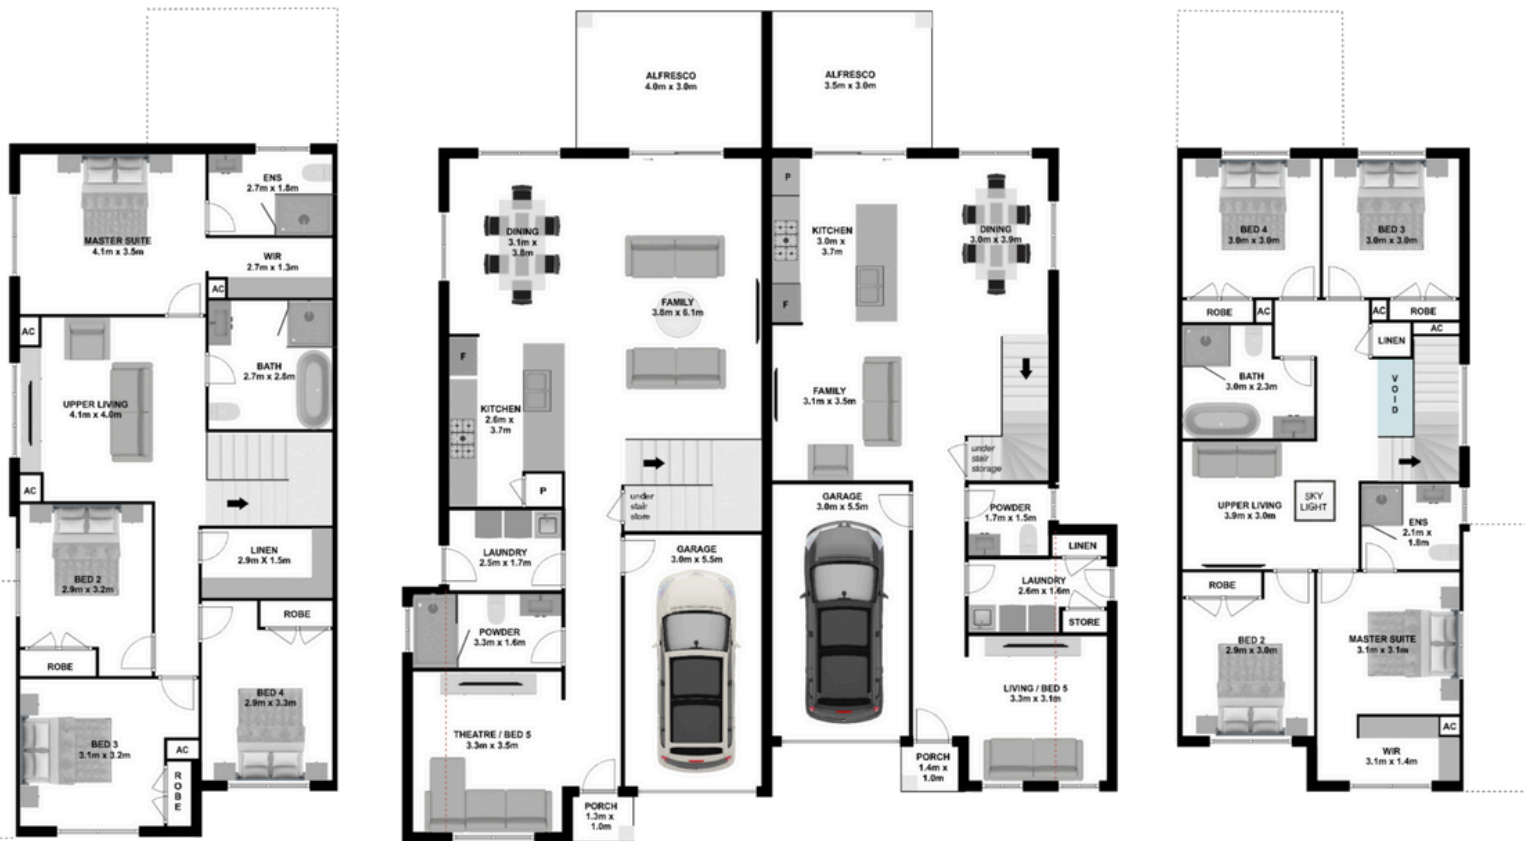 MASTER SUITE
4.1m x 3.5m
ENS
2.7m x 1.8m
WIR
2.7m x 1.3m
AC
AC
BATH
2.7m x 2.8m
UPPER LIVING
4.1m x 4.0m
AC
BED 2
2.9m x 3.2m
LINEN
2.9m X 1.5m
ROBE
ROBE
BED 4
2.9m x 3.3m
BED 3
3.1m x 3.2m
AC
ROBE
ALFRESCO
4.0m x 3.0m
DINING
3.1m x
3.8m
FAMILY
3.8m x 6.1m
F
KITCHEN
2.6m x
3.7m
P
under
stair
store
LAUNDRY
2.5m x 1.7m
GARAGE
3.0m x 5.5m
POWDER
3.3m x 1.6m
THEATRE / BED 5
3.3m x 3.5m
PORCH
1.3m x
1.0m
ALFRESCO
3.5m x 3.0m
P
KITCHEN
3.0m x
3.7m
DINING
3.0m x 3.9m
F
FAMILY
3.1m x 3.5m
under
stair
storage
GARAGE
3.0m x 5.5m
POWDER
1.7m x 1.5m
LINEN
LAUNDRY
2.6m x 1.6m
STORE
LIVING / BED 5
3.3m x 3.1m
PORCH
1.4m x
1.0m
BED 4
3.0m x 3.0m
BED 3
3.0m x 3.0m
ROBE
AC
AC
ROBE
AC
LINEN
BATH
3.0m x 2.3m
VOID
UPPER LIVING
3.9m x 3.0m
SKY
LIGHT
ENS
2.1m x
1.8m
ROBE
BED 2
2.9m x 3.0m
MASTER SUITE
3.1m x 3.1m
AC
WIR
3.1m x 1.4m